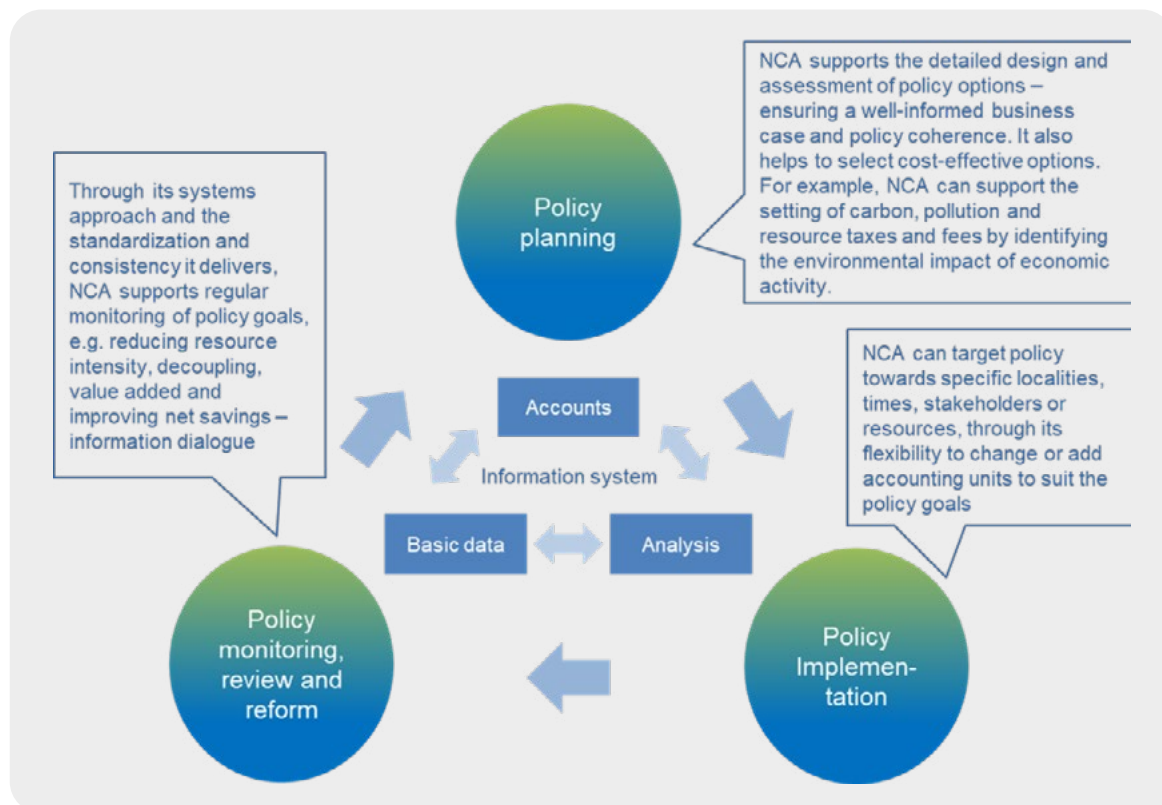 NCA supports the detailed design and
assessment of policy options –
ensuring a well-informed business
case and policy coherence. It also
helps to select cost-effective options.
For example, NCA can support the
setting of carbon, pollution and
resource taxes and fees by identifying
the environmental impact of economic
activity.
Policy
planning
Through its systems
approach and the
standardization and
consistency it delivers,
NCA supports regular
monitoring of policy goals,
e.g. reducing resource
intensity, decoupling,
value added and
improving net savings –
information dialogue
NCA can target policy
towards specific localities,
times, stakeholders or
resources, through its
flexibility to change or add
accounting units to suit the
policy goals
Accounts
Information system
Basic data
Analysis
Policy
monitoring,
review and
reform
Policy
Implemen-
tation